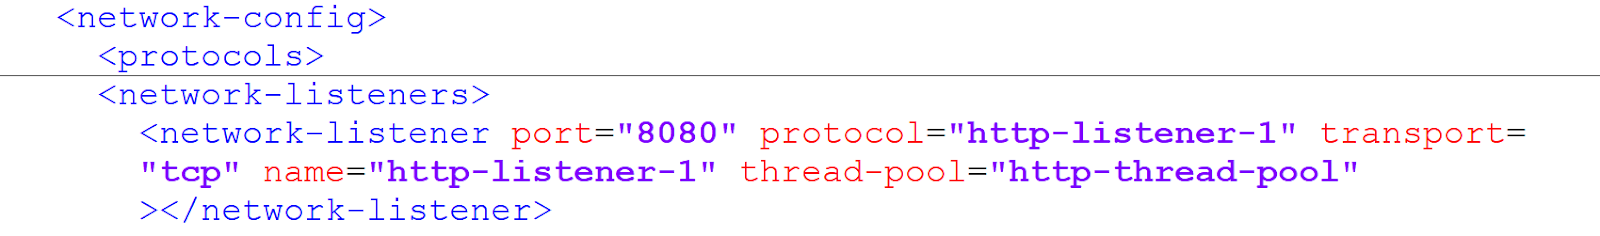 <network-config>
<protocols>
<network-listeners>
<network-listener port="8080" protocol="http-listener-1" transport=
"tcp" name="http-listener-1" thread-pool="http-thread-pool"
></network-listener>